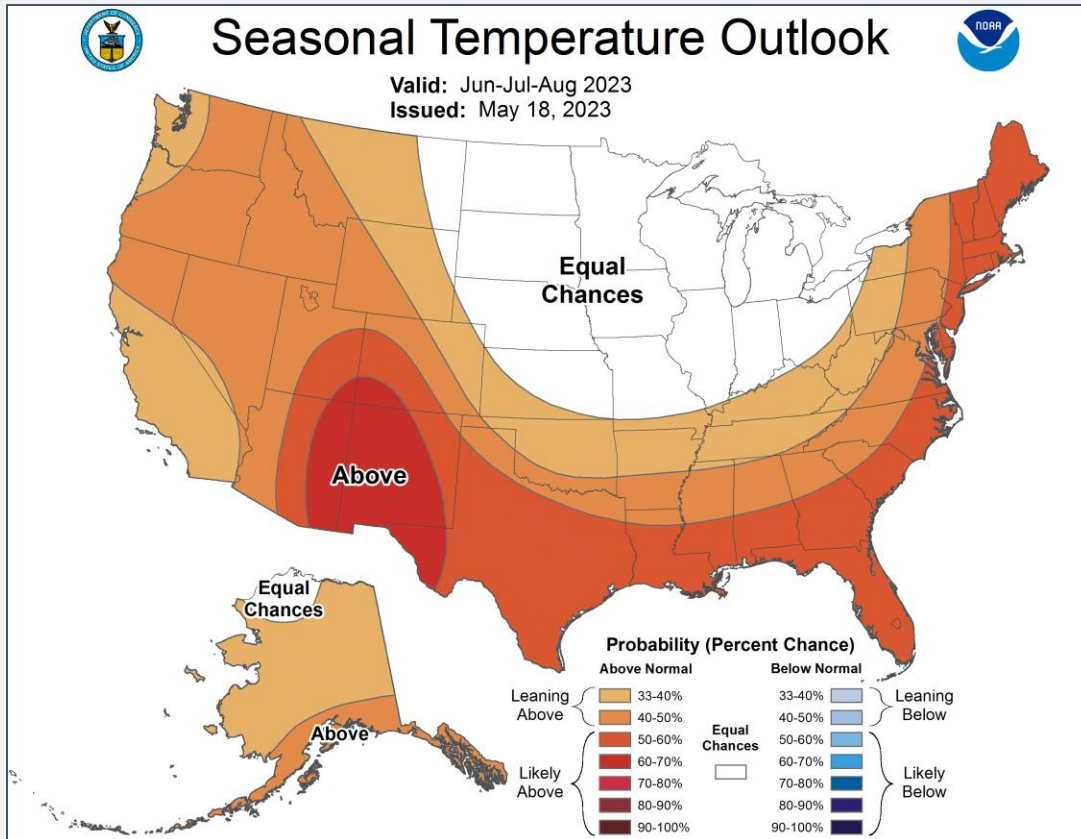 Seasonal Temperature Outlook
NOAA
Valid: Jun-Jul-Aug 2023
Issued: May 18, 2023
Equal
Chances
Above
Equal
Chances
Above
Probability (Percent Chance)
Above Normal
Below Normal
Leaning
Above
33-40%
40-50%
Likely
Above
50-60%
60-70%
70-80%
80-90%
90-100%
Equal
Chances
33-40%
40-50%
Leaning
Below
50-60%
60-70%
70-80%
80-90%
90-100%
Likely
Below